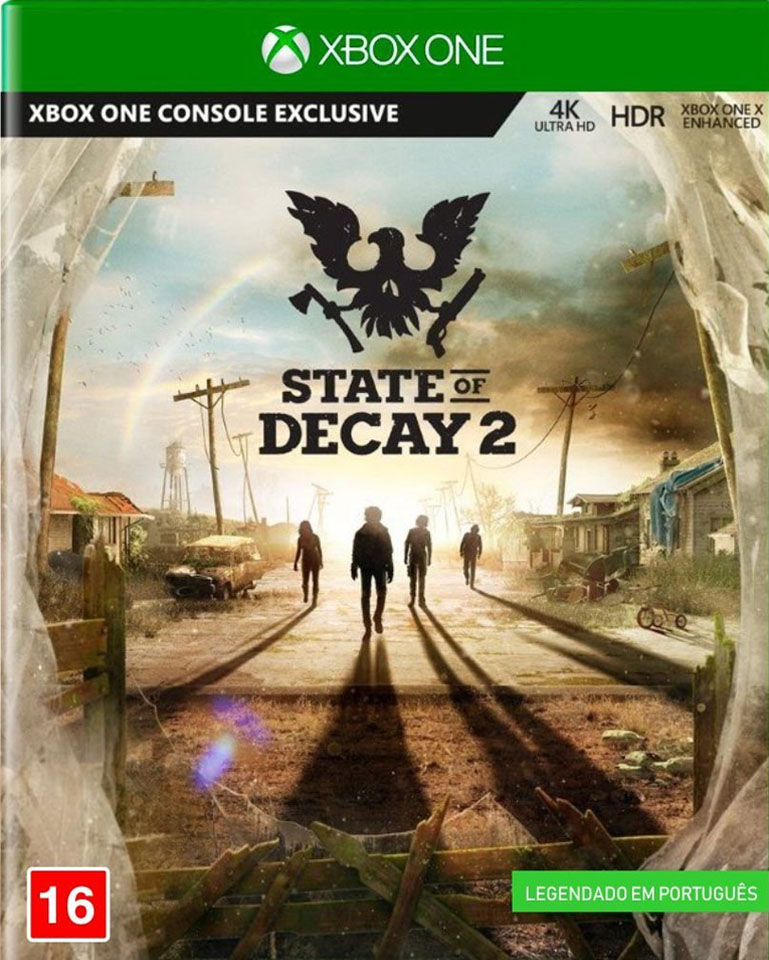 XBOX ONE
XBOX ONE CONSOLE EXCLUSIVE
4K
ULTRA HD
HDR
XBOX ONE X
ENHANCED
STATE OF
DECAY 2
16
LEGENDADO EM PORTUGUÊS